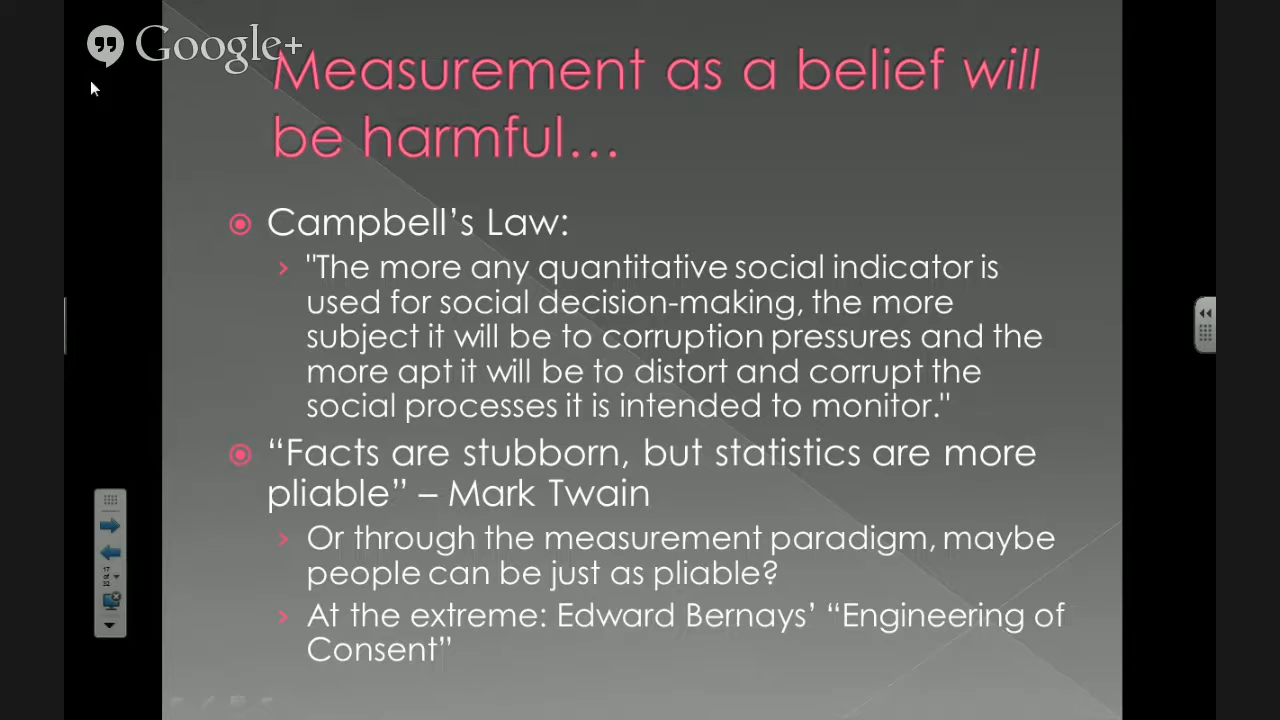 Google+
Measurement as a belief will
be harmful…
Campbell’s Law:
"The more any quantitative social indicator is
used for social decision-making, the more
subject it will be to corruption pressures and the
more apt it will be to distort and corrupt the
social processes it is intended to monitor."
“Facts are stubborn, but statistics are more
pliable” – Mark Twain
Or through the measurement paradigm, maybe
people can be just as pliable?
At the extreme: Edward Bernays’ “Engineering of
Consent”
17
of
32